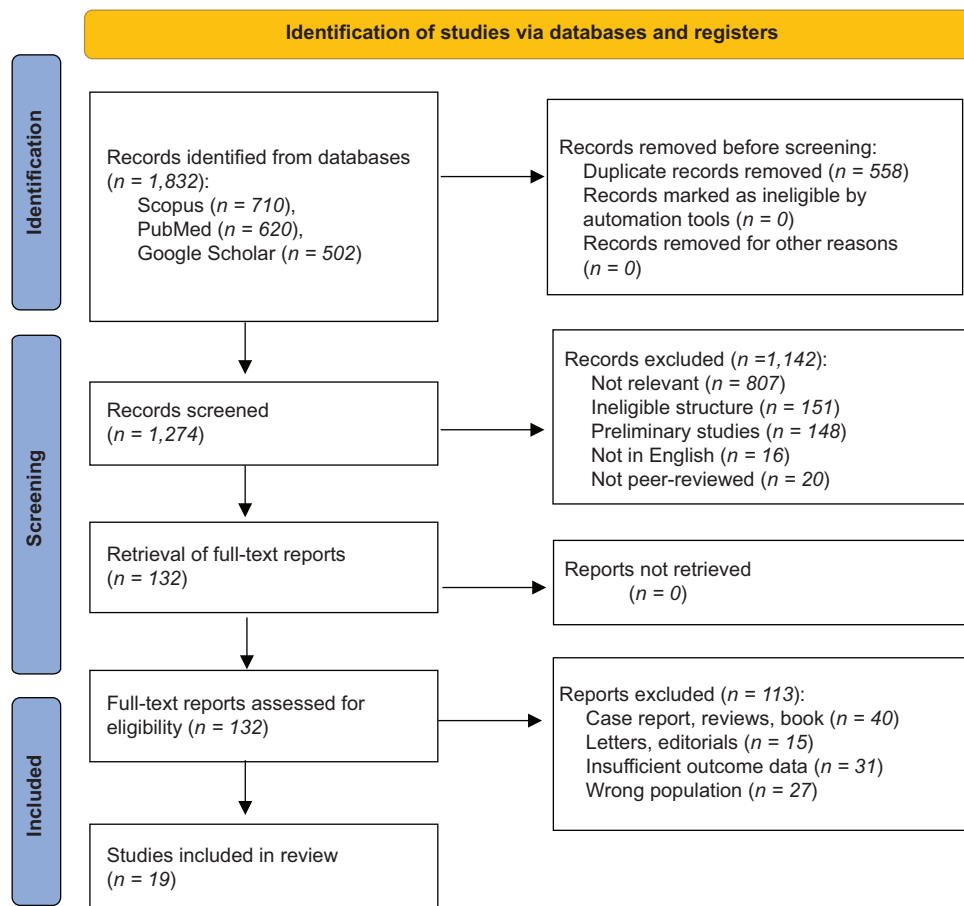 Identification of studies via databases and registers
Identification
Records identified from databases
(n = 1,832):
Scopus (n = 710),
PubMed (n = 620),
Google Scholar (n = 502)
Records removed before screening:
Duplicate records removed (n = 558)
Records marked as ineligible by
automation tools (n = 0)
Records removed for other reasons
(n = 0)
Screening
Records screened
(n = 1,274)
Records excluded (n =1,142):
Not relevant (n = 807)
Ineligible structure (n = 151)
Preliminary studies (n = 148)
Not in English (n = 16)
Not peer-reviewed (n = 20)
Retrieval of full-text reports
(n = 132)
Reports not retrieved
(n = 0)
Full-text reports assessed for
eligibility (n = 132)
Reports excluded (n = 113):
Case report, reviews, book (n = 40)
Letters, editorials (n = 15)
Insufficient outcome data (n = 31)
Wrong population (n = 27)
Included
Studies included in review
(n = 19)